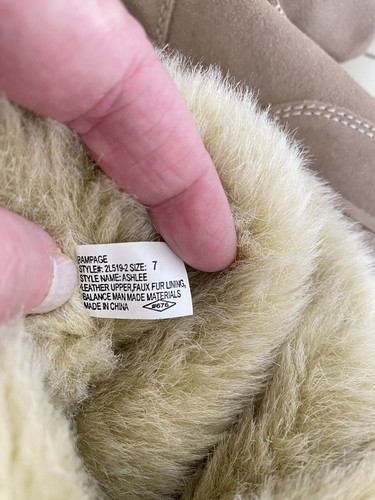 RAMPAGE
STYLE#: 2L519-2 SIZE: 7
STYLE NAME: ASHLEE
LEATHER UPPER,FAUX FUR LINING,
BALANCE MAN MADE MATERIALS
MADE IN CHINA #676